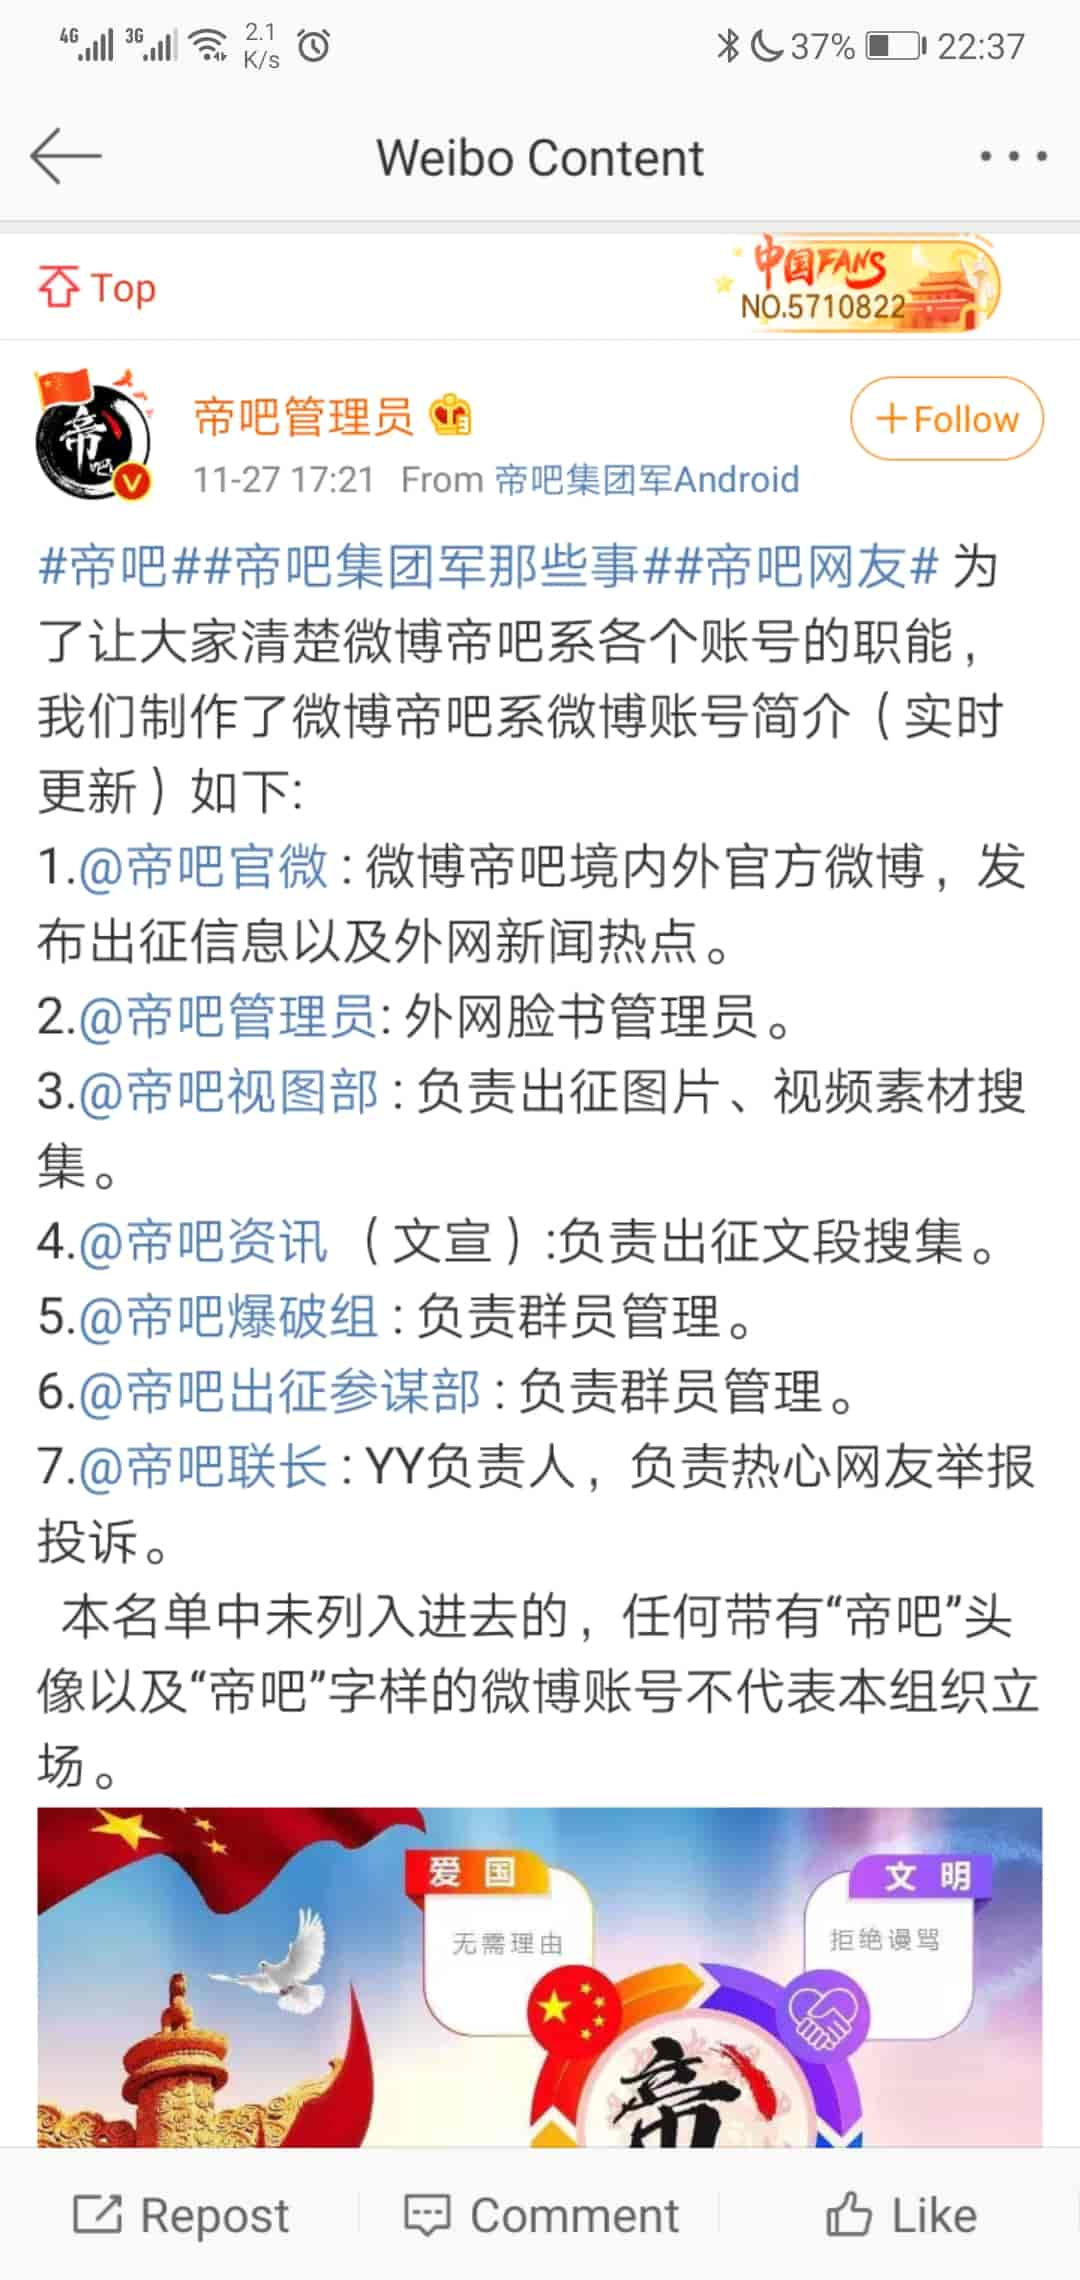 4G 3G 2.1 K/s 37% 22:37
Weibo Content
Top
中国FANS
NO.5710822
帝吧
帝吧管理员
+Follow
11-27 17:21 From 帝吧集团军Android
#帝吧##帝吧集团军那些事##帝吧网友# 为
了让大家清楚微博帝吧系各个账号的职能，
我们制作了微博帝吧系微博账号简介（实时
更新）如下:
1.@帝吧官微 : 微博帝吧境内外官方微博，发
布出征信息以及外网新闻热点。
2.@帝吧管理员: 外网脸书管理员。
3.@帝吧视图部 : 负责出征图片、视频素材搜
集。
4.@帝吧资讯 （文宣）:负责出征文段搜集。
5.@帝吧爆破组 : 负责群员管理。
6.@帝吧出征参谋部 : 负责群员管理。
7.@帝吧联长 : YY负责人，负责热心网友举报
投诉。
本名单中未列入进去的，任何带有“帝吧”头
像以及“帝吧”字样的微博账号不代表本组织立
场。
爱国
无需理由
文明
拒绝谩骂
帝
Repost Comment Like